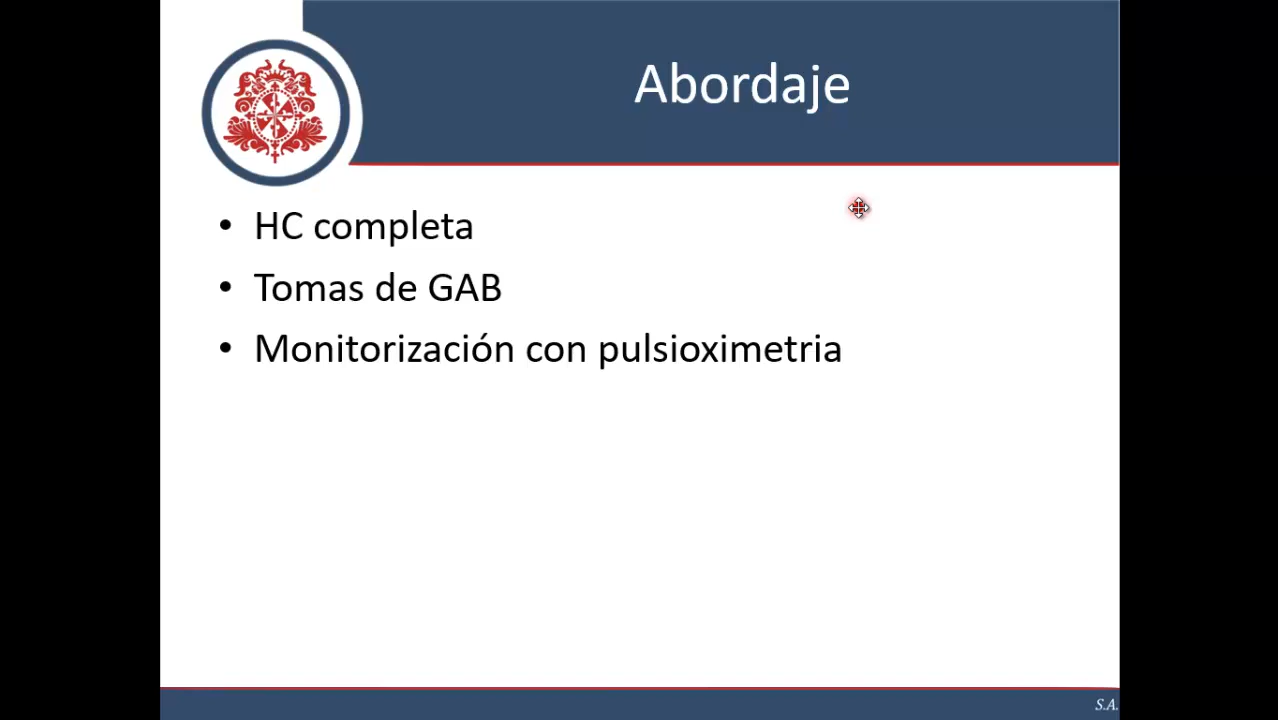 Abordaje
• HC completa
• Tomas de GAB
• Monitorización con pulsioximetria
S.A.